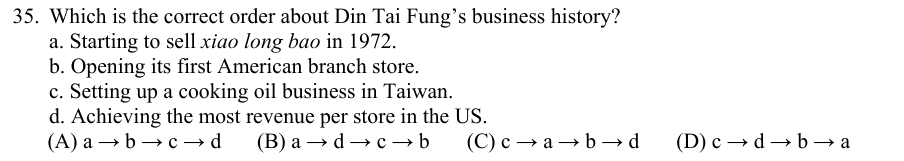 35. Which is the correct order about Din Tai Fung’s business history?
a. Starting to sell xiao long bao in 1972.
b. Opening its first American branch store.
c. Setting up a cooking oil business in Taiwan.
d. Achieving the most revenue per store in the US.
(A) a → b → c → d (B) a → d → c → b (C) c → a → b → d (D) c → d → b → a